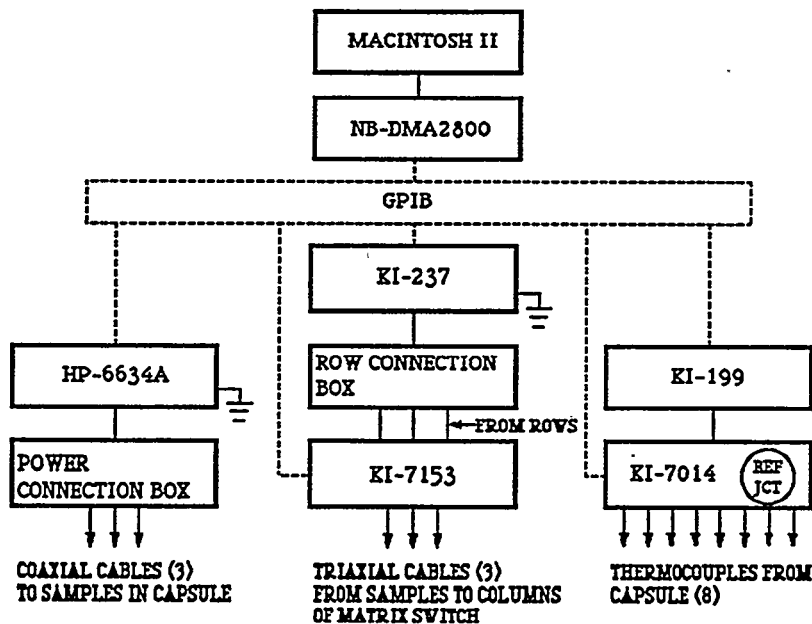 MACINTOSH II
NB-DMA2800
GPIB
KI-237
HP-6634A
ROW CONNECTION
BOX
KI-199
FROM ROWS
POWER
CONNECTION BOX
KI-7153
KI-7014
REF
JCT
COAXIAL CABLES (3)
TO SAMPLES IN CAPSULE
TRIAXIAL CABLES (3)
FROM SAMPLES TO COLUMNS
OF MATRIX SWITCH
THERMOCOUPLES FROM
CAPSULE (8)